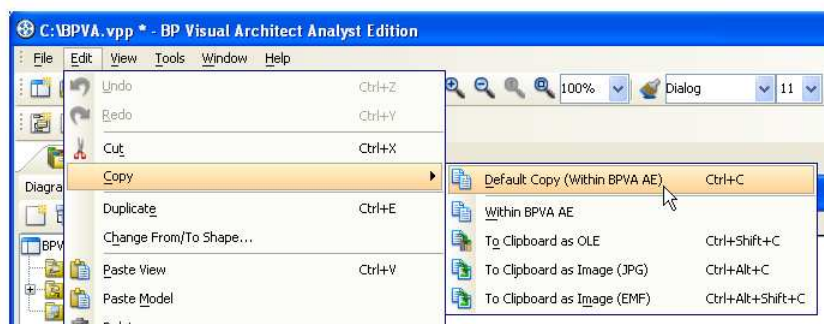 C:\BPVA.vpp * - BP Visual Architect Analyst Edition
File Edit View Tools Window Help
Undo Ctrl+Z
100% Dialog 11
Redo Ctrl+Y
Cut Ctrl+X
Copy
Default Copy (Within BPVA AE) Ctrl+C
Diagra
Duplicate Ctrl+E
Within BPVA AE
Change From/To Shape...
To Clipboard as OLE Ctrl+Shift+C
BPV
Paste View Ctrl+V
To Clipboard as Image (JPG) Ctrl+Alt+C
Paste Model
To Clipboard as Image (EMF) Ctrl+Alt+Shift+C